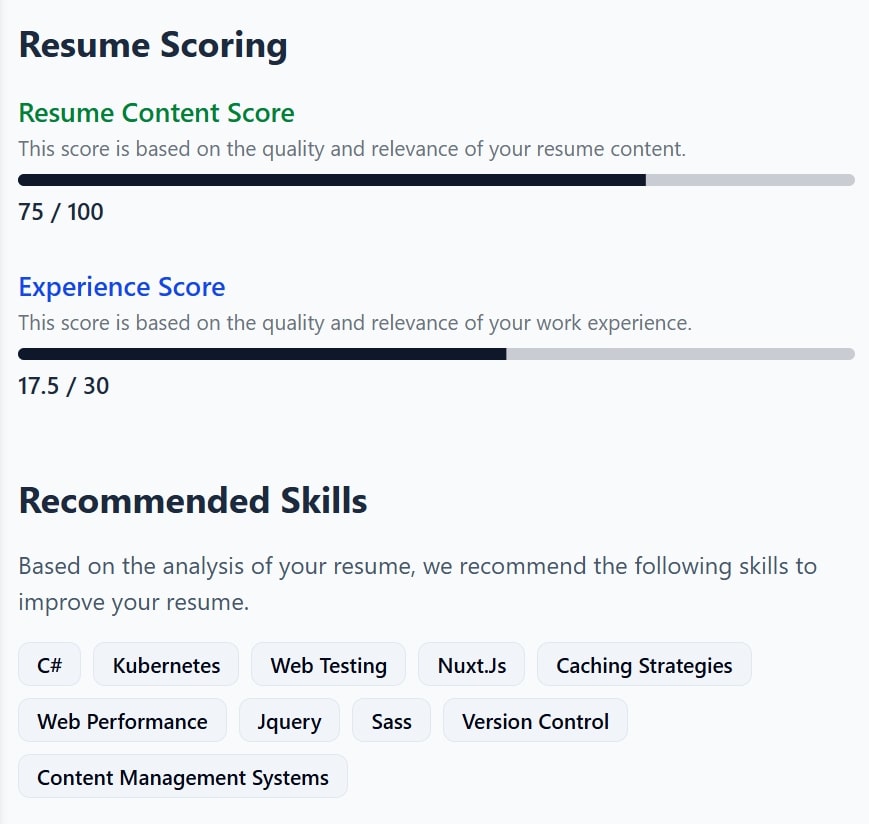 Resume Scoring
Resume Content Score
This score is based on the quality and relevance of your resume content.
75 / 100
Experience Score
This score is based on the quality and relevance of your work experience.
17.5 / 30
Recommended Skills
Based on the analysis of your resume, we recommend the following skills to
improve your resume.
C# Kubernetes Web Testing Nuxt.Js Caching Strategies
Web Performance Jquery Sass Version Control
Content Management Systems